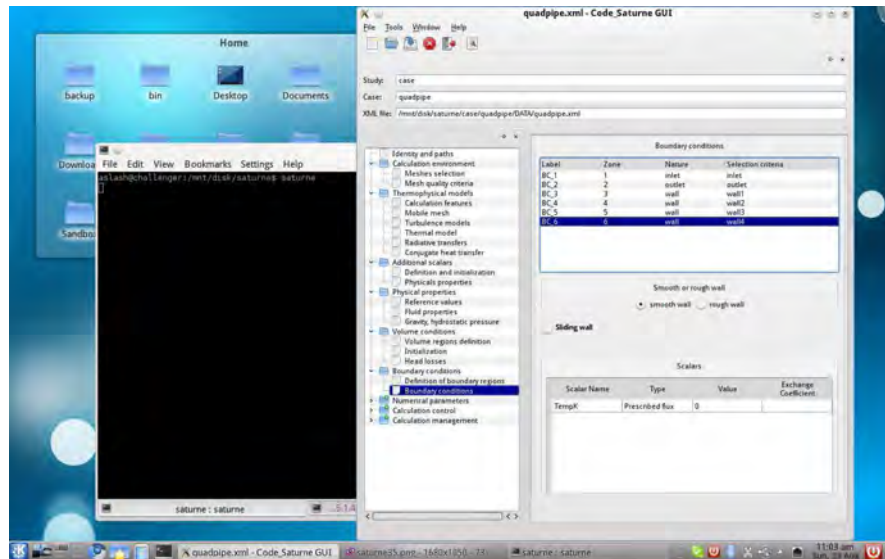 Home
backup bin Desktop Documents
Sandbo
File Edit View Bookmarks Settings Help
aslash@challenger:/mnt/disk/saturne$ saturne
saturne : saturne
quadpipe.xml - Code_Saturne GUI
File Tools Window Help
Study: case
Case: quadpipe
XML file: /mnt/disk/saturne/case/quadpipe/DATA/quadpipe.xml
Identity and paths
Calculation environment
Meshes selection
Mesh quality criteria
Thermophysical models
Calculation features
Mobile mesh
Turbulence models
Thermal model
Radiative transfers
Conjugate heat transfer
Additional scalars
Definition and initialization
Physicals properties
Physical properties
Reference values
Fluid properties
Gravity, hydrostatic pressure
Volume conditions
Volume regions definition
Initialization
Head losses
Boundary conditions
Definition of boundary regions
Boundary conditions
Numerical parameters
Calculation control
Calculation management
Boundary conditions
Label Zone Nature Selection criteria
BC_1 1 inlet inlet
BC_2 2 outlet outlet
BC_3 3 wall wall1
BC_4 4 wall wall2
BC_5 5 wall wall3
BC_6 6 wall wall4
Smooth or rough wall
smooth wall rough wall
Sliding wall
Scalars
Scalar Name Type Value Exchange Coefficient
TempK Prescribed flux 0
quadpipe.xml - Code_Saturne GUI
saturne35.png - 1680x1050
saturne : saturne
11:03 am
Sun, 23